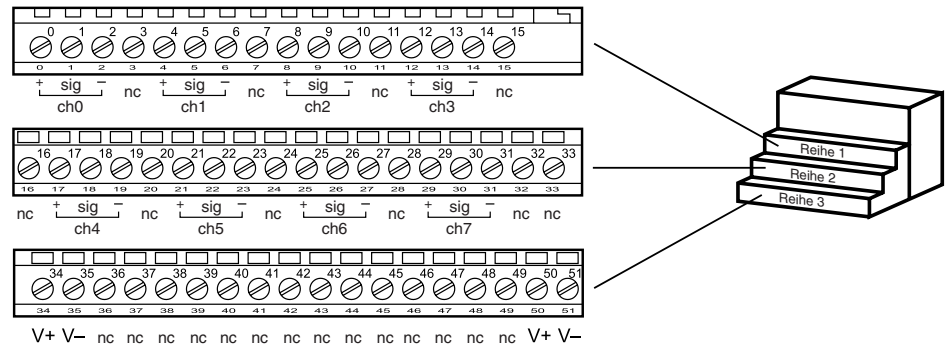 0 1 2 3 4 5 6 7 8 9 10 11 12 13 14 15
0 1 2 3 4 5 6 7 8 9 10 11 12 13 14 15
+ sig – nc + sig – nc + sig – nc + sig – nc
ch0 ch1 ch2 ch3
16 17 18 19 20 21 22 23 24 25 26 27 28 29 30 31 32 33
16 17 18 19 20 21 22 23 24 25 26 27 28 29 30 31 32 33
nc + sig – nc + sig – nc + sig – nc + sig – nc nc
ch4 ch5 ch6 ch7
34 35 36 37 38 39 40 41 42 43 44 45 46 47 48 49 50 51
34 35 36 37 38 39 40 41 42 43 44 45 46 47 48 49 50 51
V+ V– nc nc nc nc nc nc nc nc nc nc nc nc nc nc V+ V–
Reihe 1
Reihe 2
Reihe 3